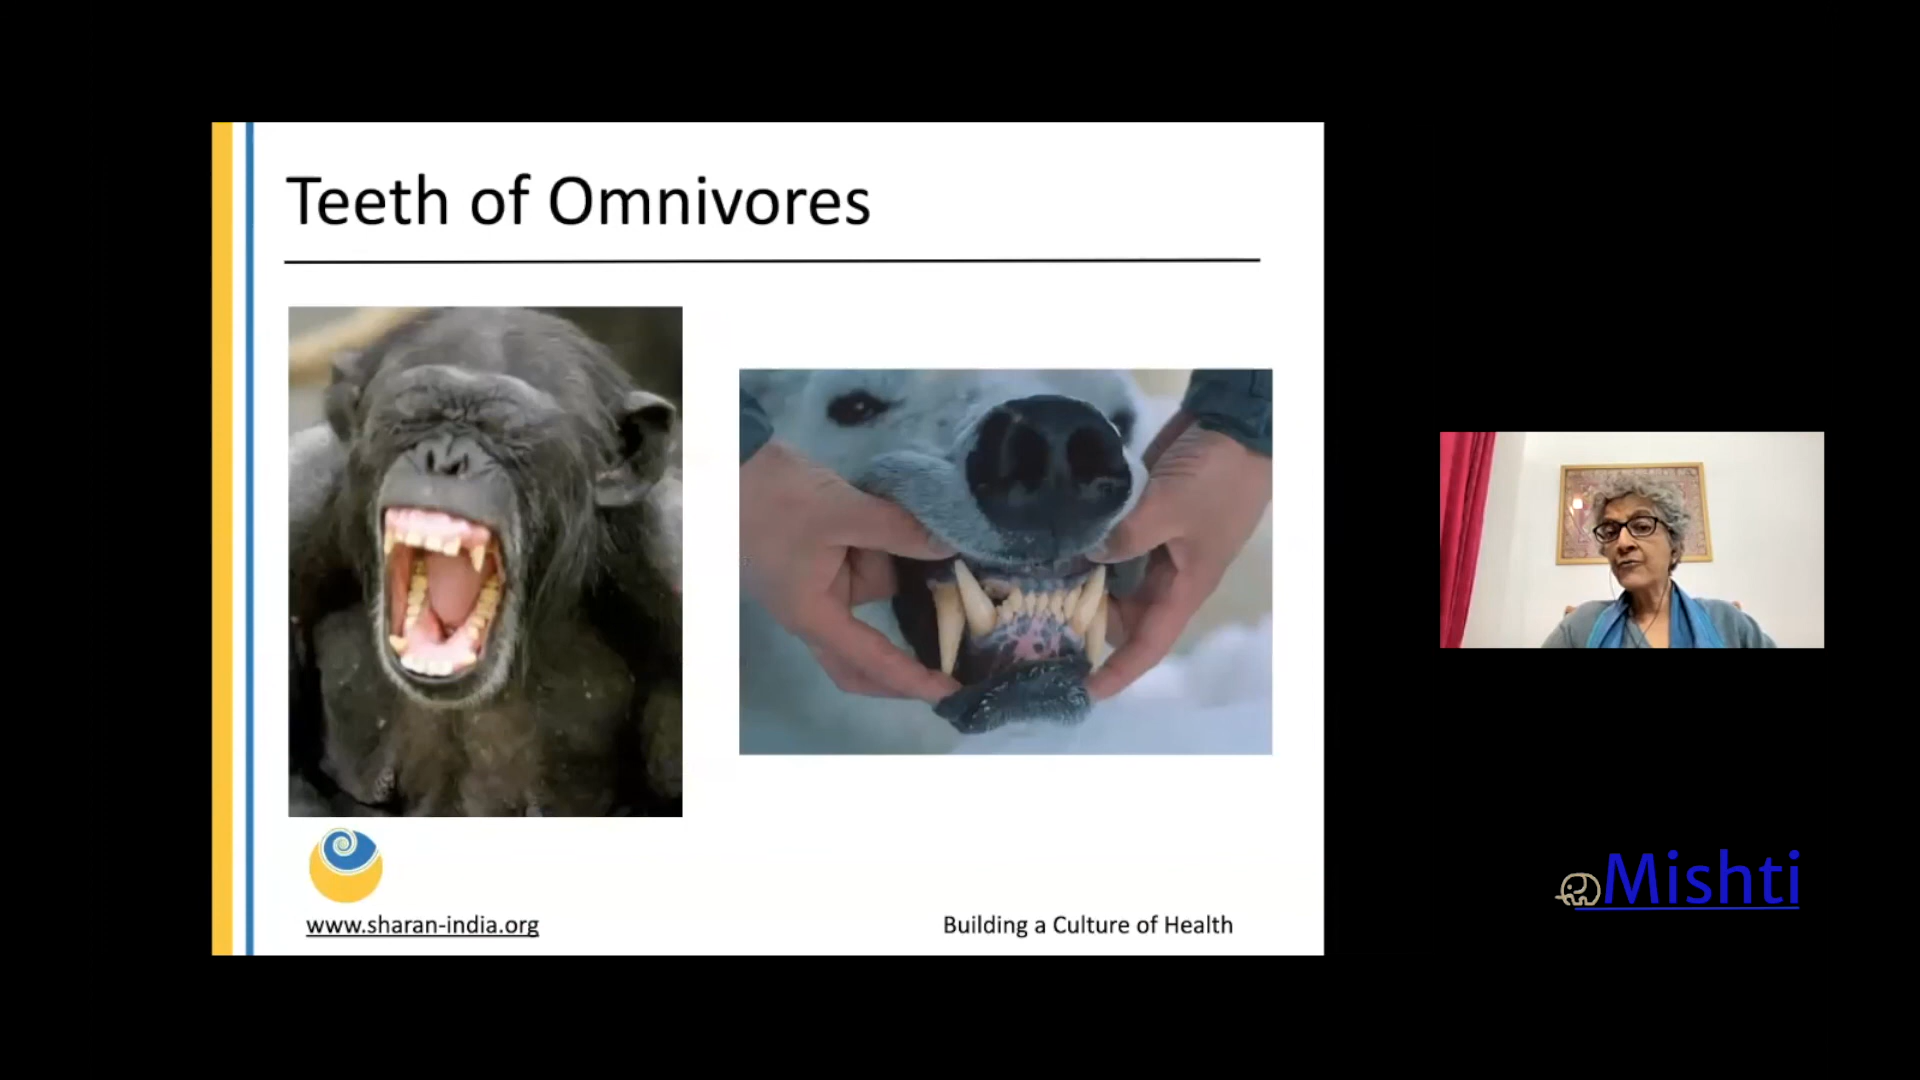 Teeth of Omnivores
www.sharan-india.org
Building a Culture of Health
Mishti